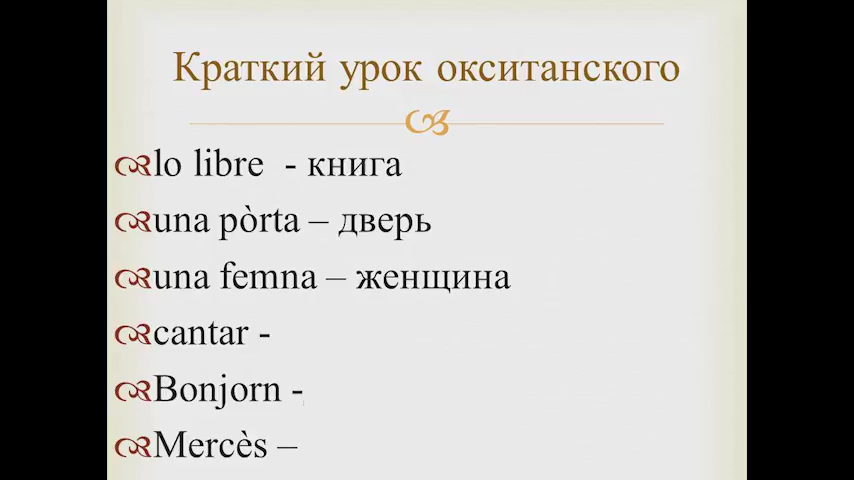 Краткий урок окситанского
lo libre - книга
una pòrta – дверь
una femna – женщина
cantar -
Bonjorn -
Mercès –